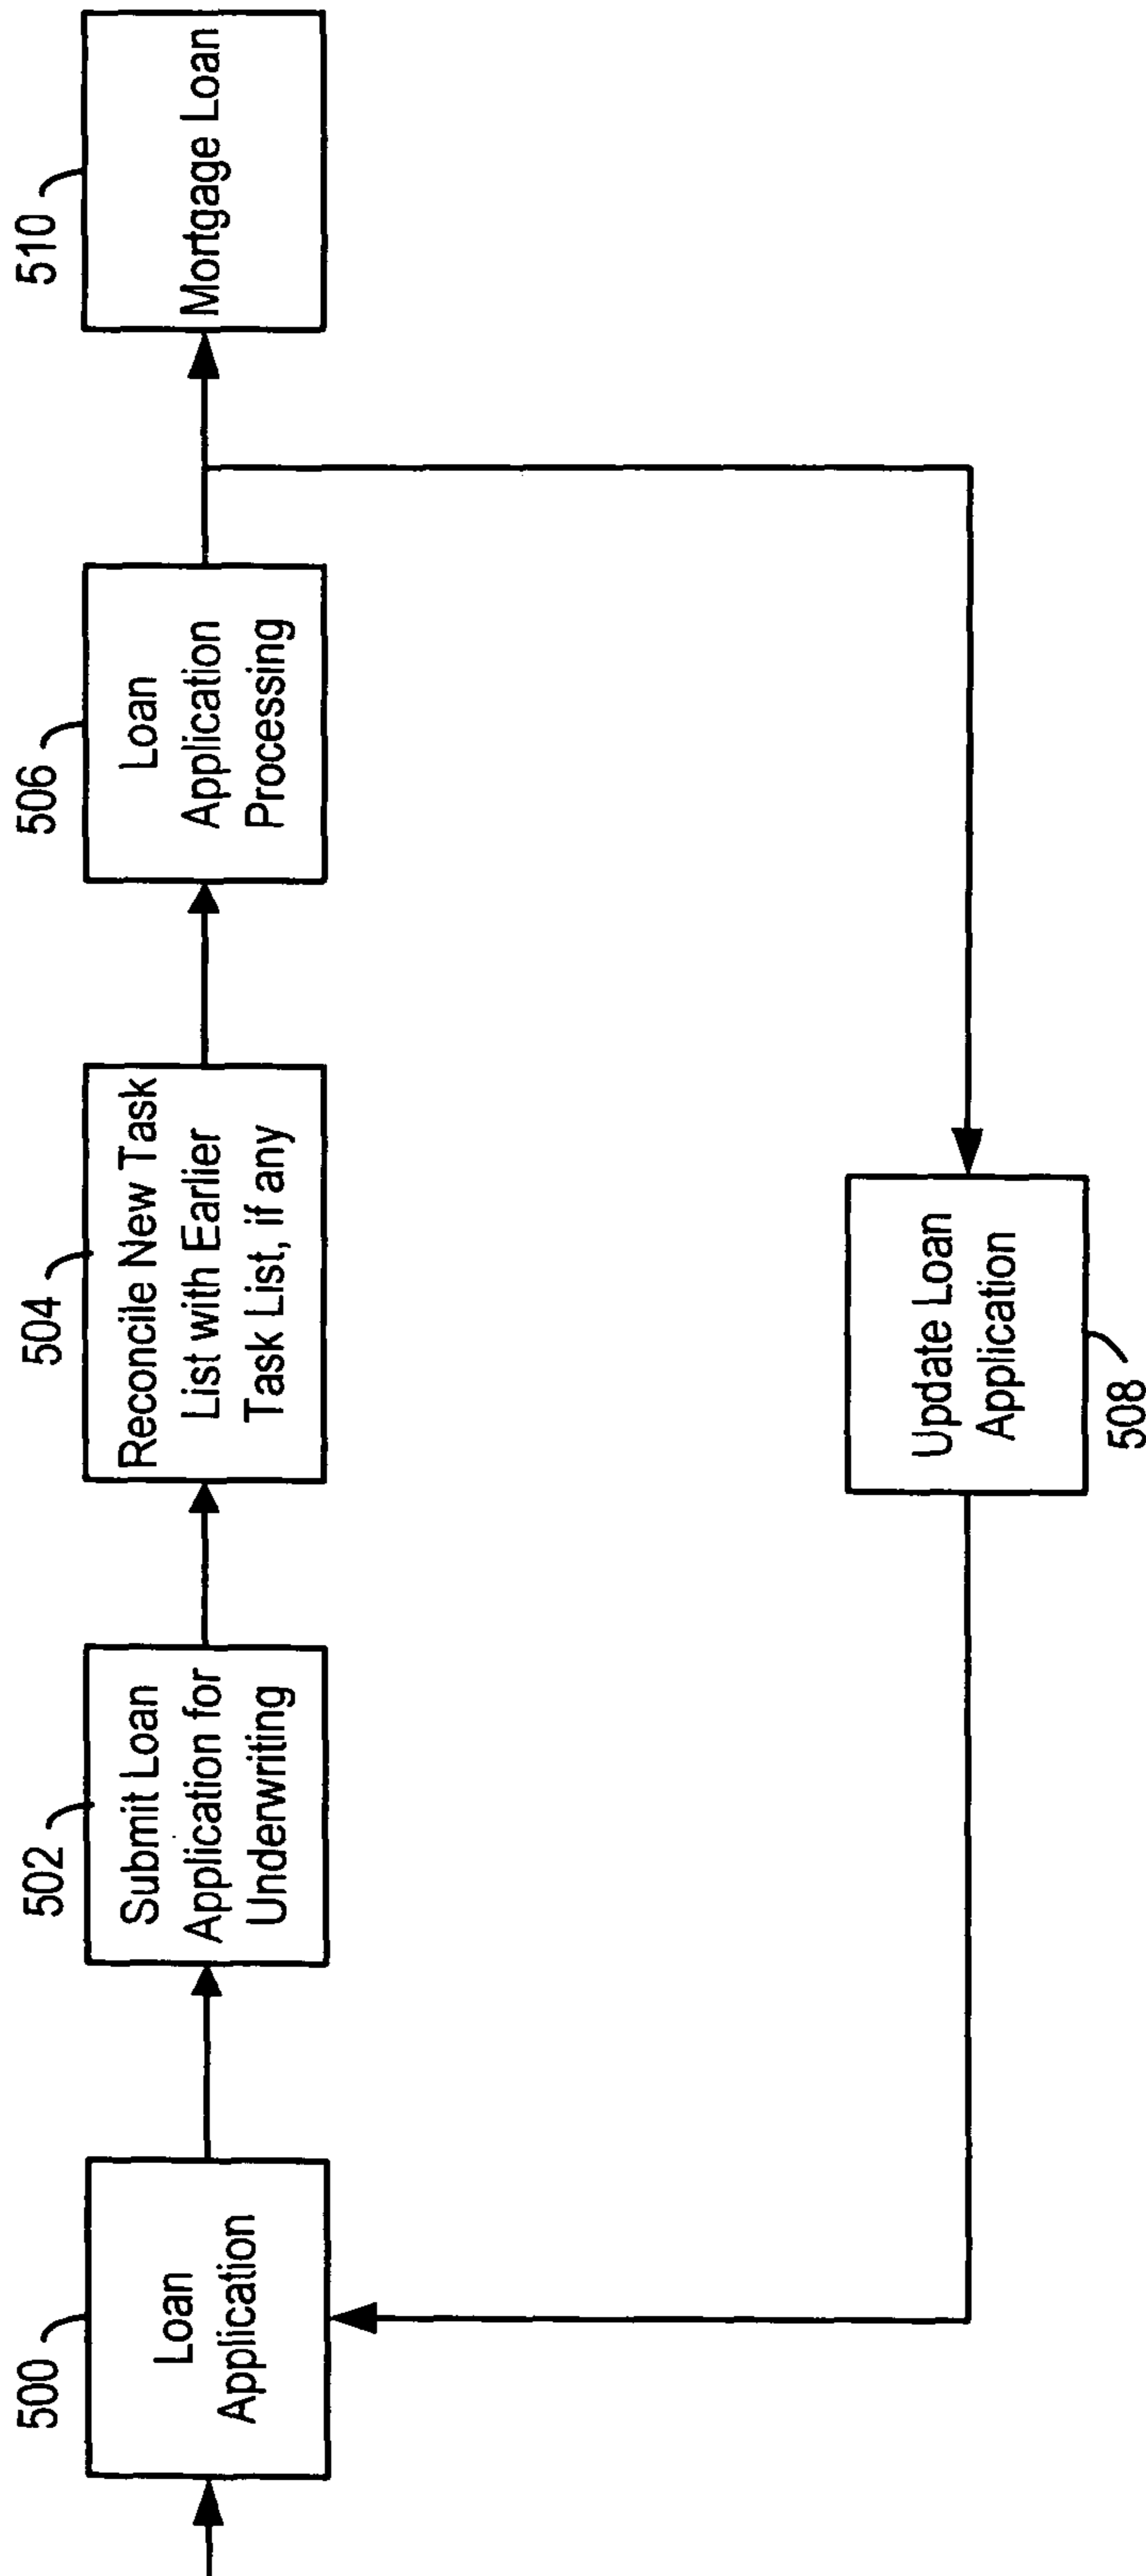 500
Loan
Application
502
Submit Loan
Application for
Underwriting
504
Reconcile New Task
List with Earlier
Task List, if any
506
Loan
Application
Processing
510
Mortgage Loan
Update Loan
Application
508